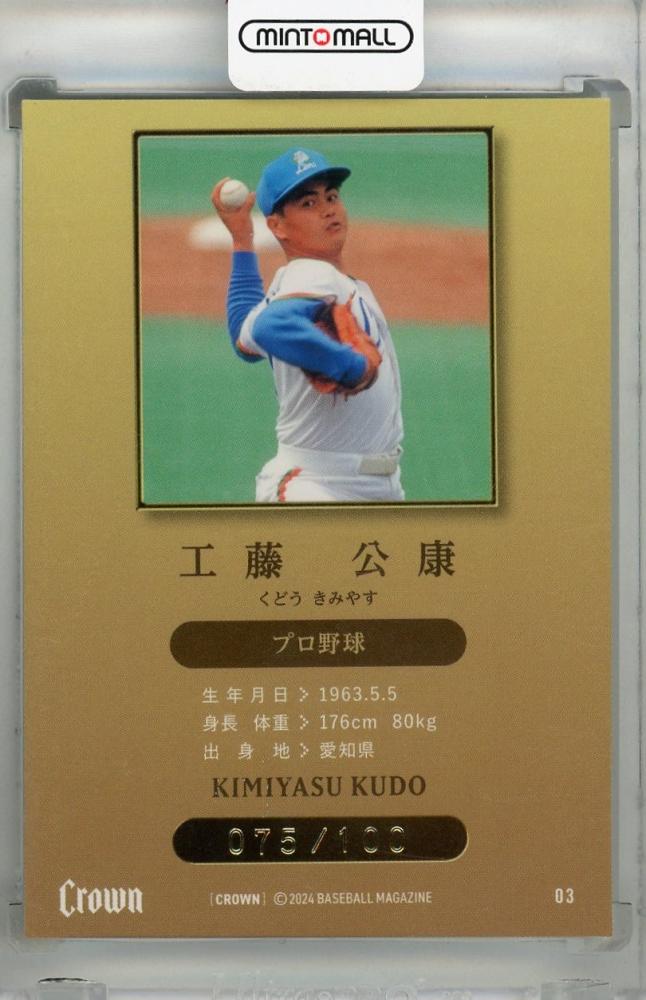 MINT MALL
工藤 公康
くどう きみやす
プロ野球
生年月日 1963.5.5
身長 体重 176cm 80kg
出身地 愛知県
KIMIYASU KUDO
075/100
Crown [CROWN] ©2024 BASEBALL MAGAZINE 03